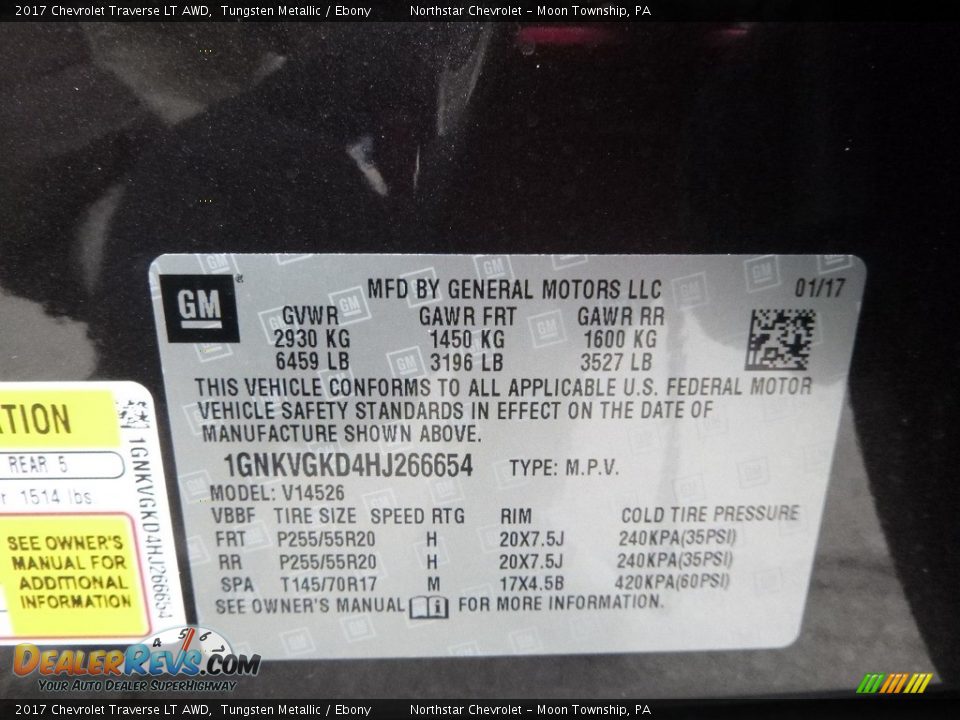 2017 Chevrolet Traverse LT AWD,  Tungsten Metallic / Ebony        Northstar Chevrolet - Moon Township, PA
GM
MFD BY GENERAL MOTORS LLC 01/17
GVWR GAWR FRT GAWR RR
2930 KG 1450 KG 1600 KG
6459 LB 3196 LB 3527 LB
THIS VEHICLE CONFORMS TO ALL APPLICABLE U.S. FEDERAL MOTOR
VEHICLE SAFETY STANDARDS IN EFFECT ON THE DATE OF
MANUFACTURE SHOWN ABOVE.
1GNKVGKD4HJ266654 TYPE: M.P.V.
MODEL: V14526
VBBF TIRE SIZE SPEED RTG RIM COLD TIRE PRESSURE
FRT P255/55R20 H 20X7.5J 240KPA(35PSI)
RR P255/55R20 H 20X7.5J 240KPA(35PSI)
SPA T145/70R17 M 17X4.5B 420KPA(60PSI)
SEE OWNER'S MANUAL FOR MORE INFORMATION.
TION
REAR 5
r 1514 lbs
1GNKVGKD4HJ266654
SEE OWNER'S
MANUAL FOR
ADDITIONAL
INFORMATION
4 5 6 7
DealerRevs.com
Your Auto Dealer SuperHighway
2017 Chevrolet Traverse LT AWD,  Tungsten Metallic / Ebony        Northstar Chevrolet - Moon Township, PA